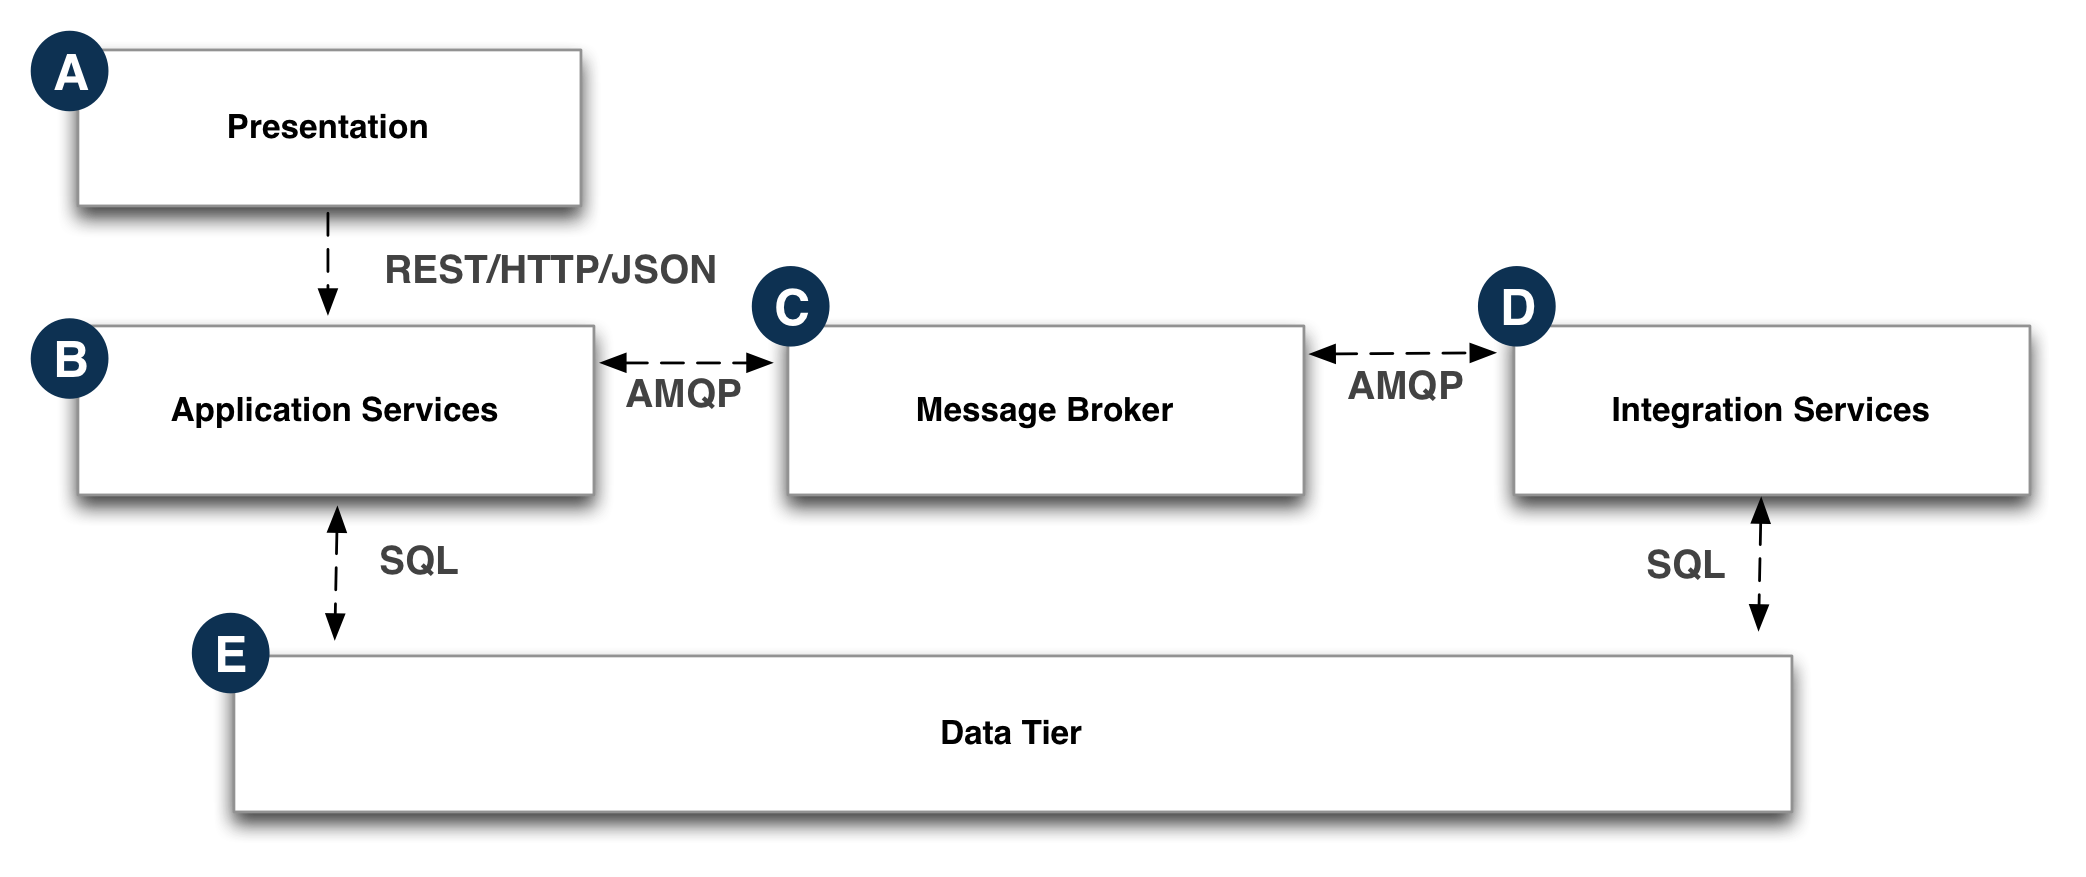 A
Presentation
REST/HTTP/JSON
B
Application Services
AMQP
C
Message Broker
AMQP
D
Integration Services
SQL
SQL
E
Data Tier